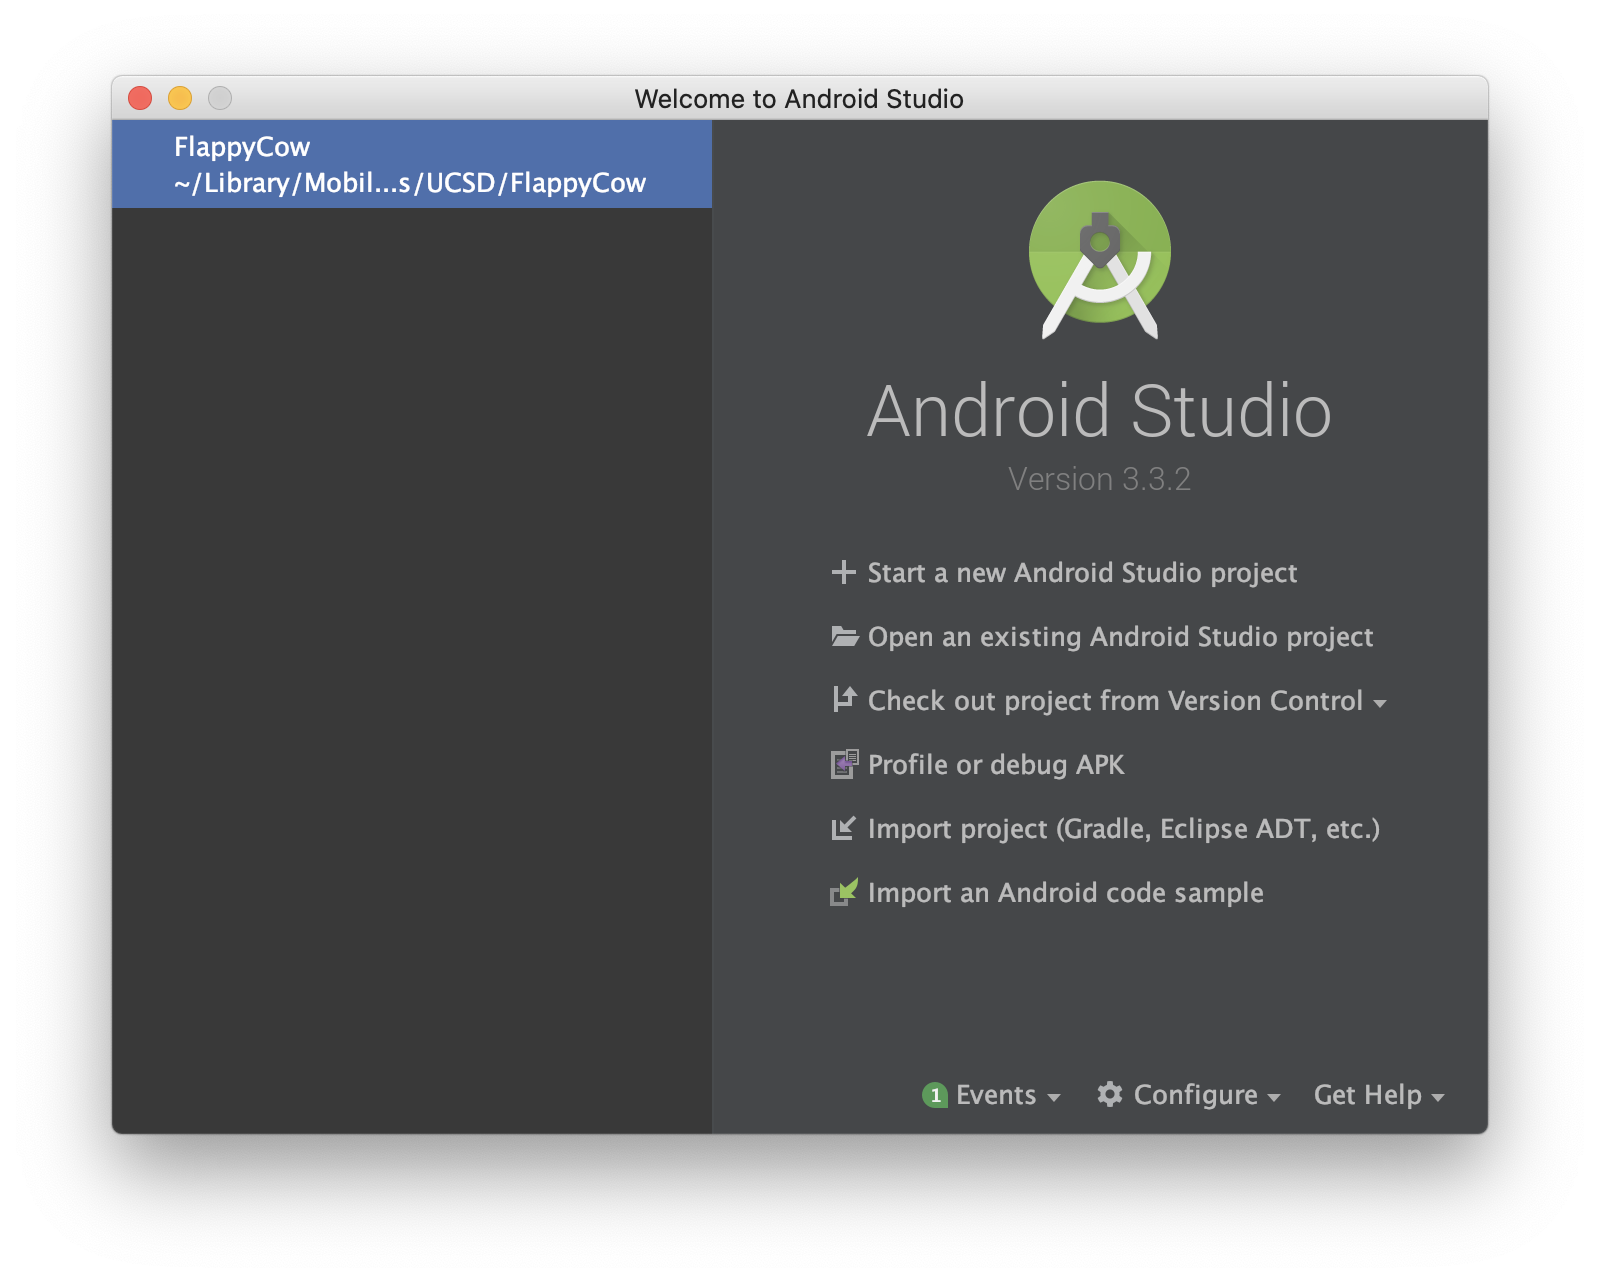 Welcome to Android Studio
FlappyCow
~/Library/Mobil...s/UCSD/FlappyCow
Android Studio
Version 3.3.2
Start a new Android Studio project
Open an existing Android Studio project
Check out project from Version Control
Profile or debug APK
Import project (Gradle, Eclipse ADT, etc.)
Import an Android code sample
1 Events Configure Get Help